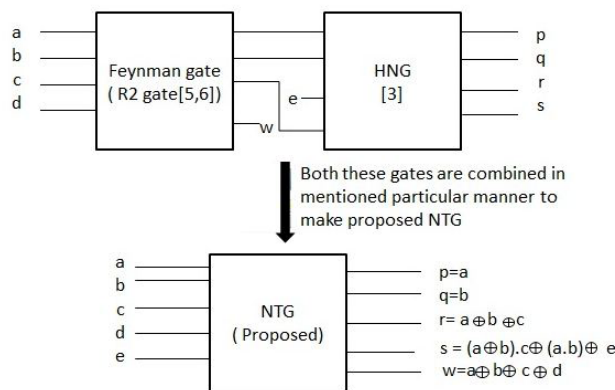 a
b
c
d
Feynman gate
( R2 gate[5,6])
w
e
HNG
[3]
p
q
r
s
Both these gates are combined in
mentioned particular manner to
make proposed NTG
a
b
c
d
e
NTG
( Proposed)
p=a
q=b
r= a⊕b ⊕c
s = (a⊕b).c⊕ (a.b)⊕ e
w=a⊕b⊕ c ⊕ d